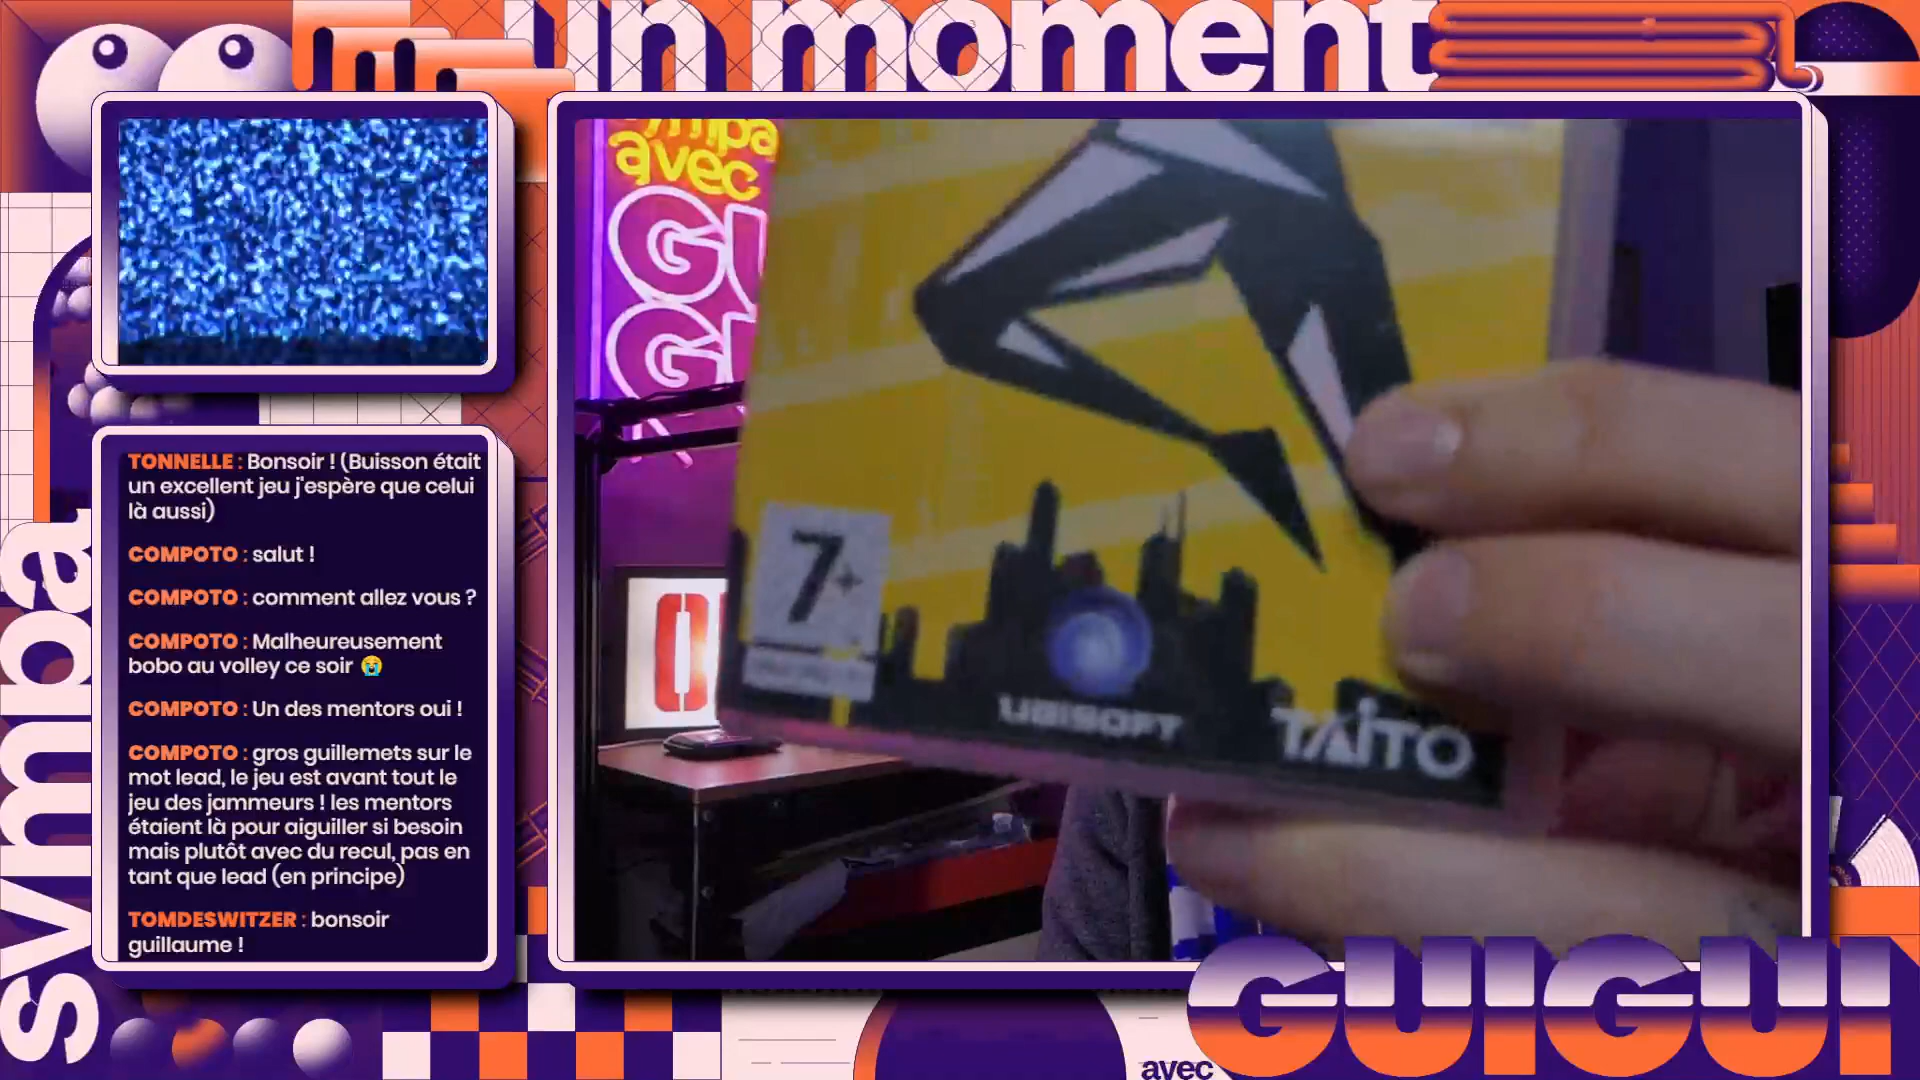 un moment
sympa
avec
GUIGUI
TONNELLE : Bonsoir ! (Buisson était
un excellent jeu j'espère que celui
là aussi)
COMPOTO : salut !
COMPOTO : comment allez vous ?
COMPOTO : Malheureusement
bobo au volley ce soir 😭
COMPOTO : Un des mentors oui !
COMPOTO : gros guillemets sur le
mot lead, le jeu est avant tout le
jeu des jammeurs ! les mentors
étaient là pour aiguiller si besoin
mais plutôt avec du recul, pas en
tant que lead (en principe)
TOMDESWITZER : bonsoir
guillaume !
mpa
avec
GU
GU
7+
UBISOFT
TAITO